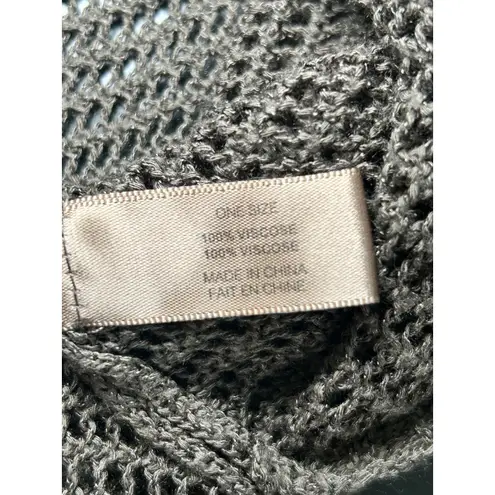 ONE SIZE
100% VISCOSE
100% VISCOSE
MADE IN CHINA
FAIT EN CHINE